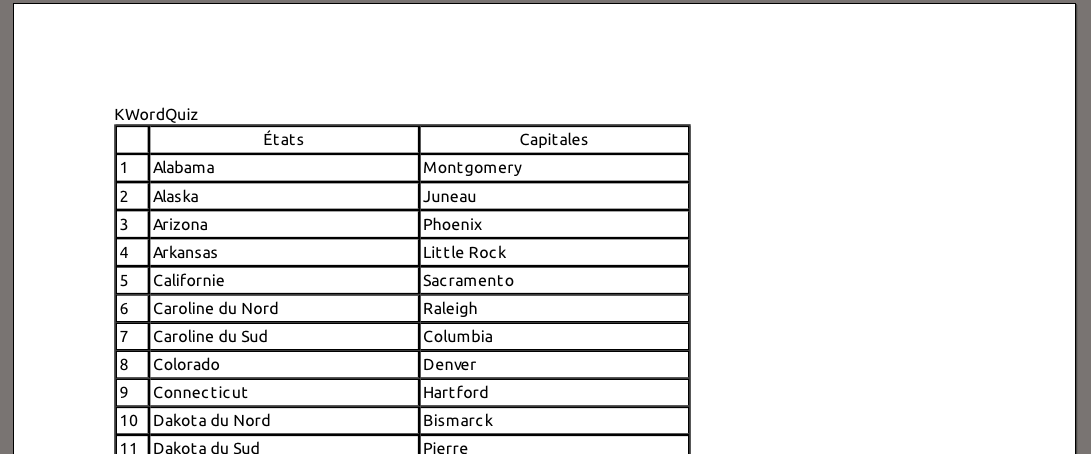 KWordQuiz
États Capitales
1 Alabama Montgomery
2 Alaska Juneau
3 Arizona Phoenix
4 Arkansas Little Rock
5 Californie Sacramento
6 Caroline du Nord Raleigh
7 Caroline du Sud Columbia
8 Colorado Denver
9 Connecticut Hartford
10 Dakota du Nord Bismarck
11 Dakota du Sud Pierre